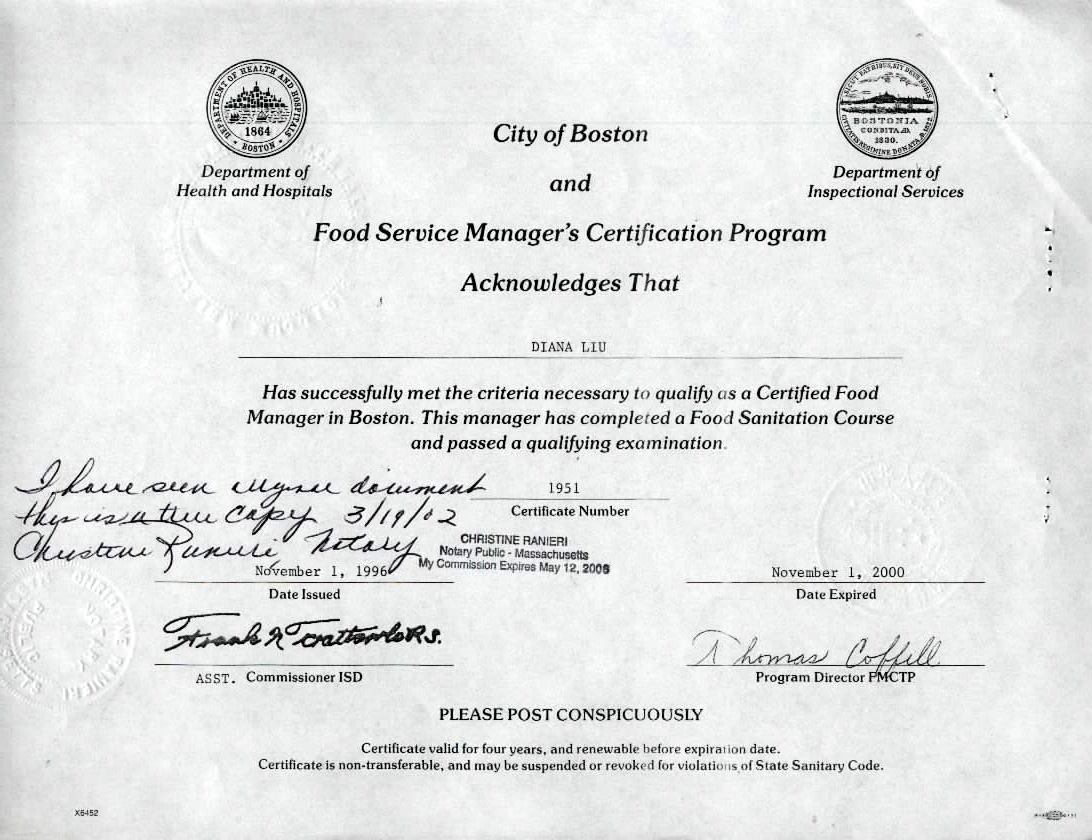 DEPARTMENT OF HEALTH AND HOSPITALS
1864
BOSTON
Department of
Health and Hospitals
BOSTONIA
CONDITA A.D.
1630.
Department of
Inspectional Services
City of Boston
and
Food Service Manager's Certification Program
Acknowledges That
DIANA LIU
Has successfully met the criteria necessary to qualify as a Certified Food
Manager in Boston. This manager has completed a Food Sanitation Course
and passed a qualifying examination.
I have seen original document
this is a true copy 3/19/02
Christine Ranieri Notary
1951
Certificate Number
CHRISTINE RANIERI
Notary Public - Massachusetts
My Commission Expires May 12, 2006
November 1, 1996
Date Issued
November 1, 2000
Date Expired
Frank R.S.
ASST. Commissioner ISD
Thomas Coffill
Program Director FMCTP
PLEASE POST CONSPICUOUSLY
Certificate valid for four years, and renewable before expiration date.
Certificate is non-transferable, and may be suspended or revoked for violations of State Sanitary Code.
X6452